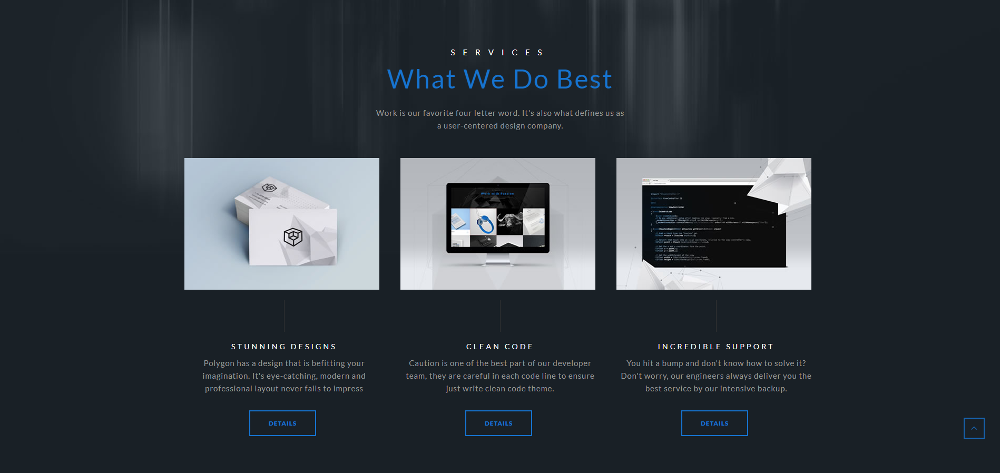 SERVICES
What We Do Best
Work is our favorite four letter word. It's also what defines us as
a user-centered design company.
Work with Passion
STUNNING DESIGNS
Polygon has a design that is befitting your
imagination. It's eye-catching, modern and
professional layout never fails to impress
DETAILS
CLEAN CODE
Caution is one of the best part of our developer
team, they are careful in each code line to ensure
just write clean code theme.
DETAILS
INCREDIBLE SUPPORT
You hit a bump and don't know how to solve it?
Don't worry, our engineers always deliver you the
best service by our intensive backup.
DETAILS